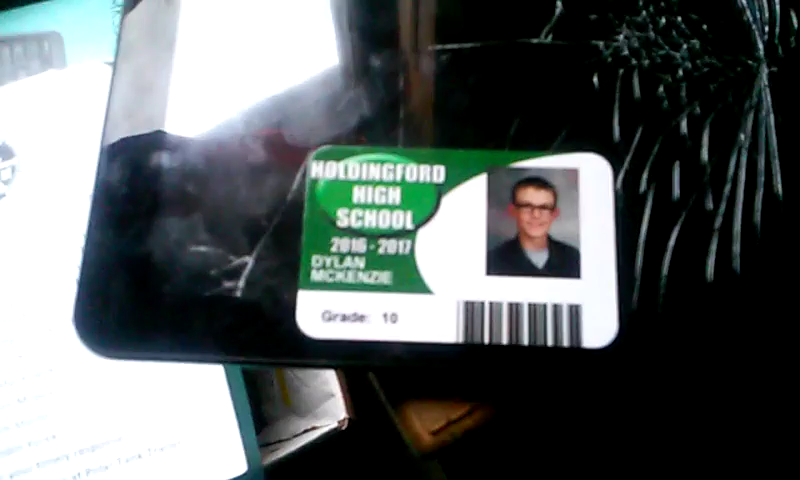 HOLDINGFORD
HIGH
SCHOOL
2016 - 2017
DYLAN
MCKENZIE
Grade: 10